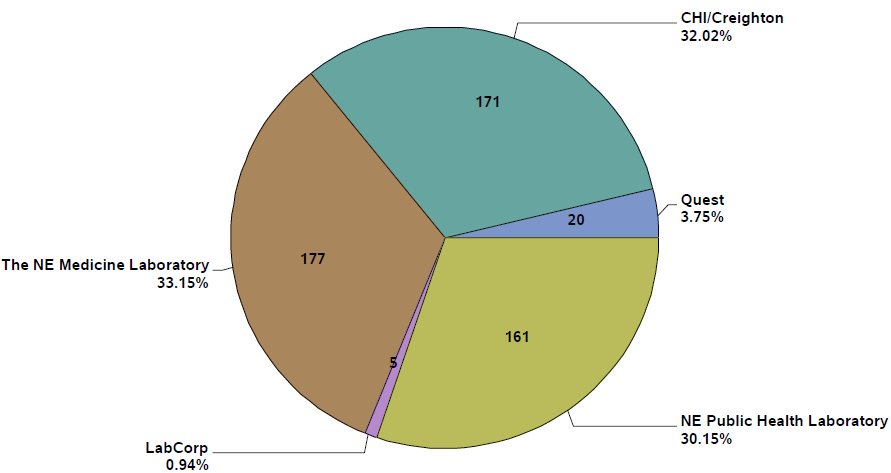 CHI/Creighton
32.02%
171
Quest
3.75%
20
The NE Medicine Laboratory
33.15%
177
161
5
NE Public Health Laboratory
30.15%
LabCorp
0.94%